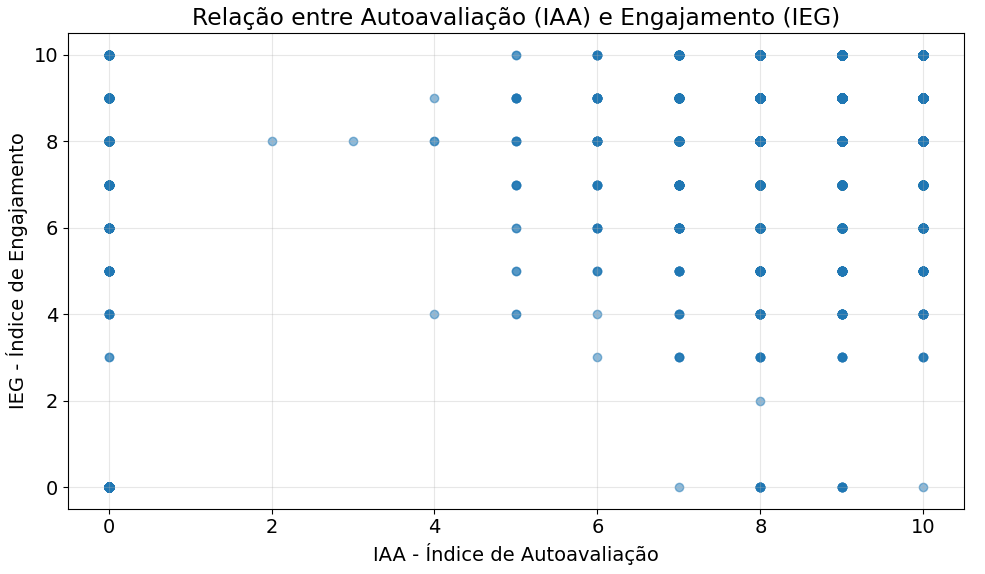 Relação entre Autoavaliação (IAA) e Engajamento (IEG)
IEG - Índice de Engajamento
10
8
6
4
2
0
0 2 4 6 8 10
IAA - Índice de Autoavaliação